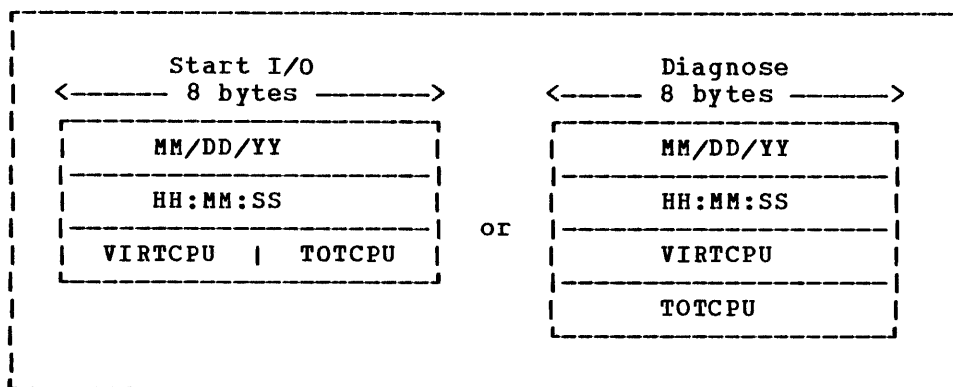 Start I/O Diagnose
<------ 8 bytes -------> <----- 8 bytes ----->
MM/DD/YY MM/DD/YY
HH:MM:SS HH:MM:SS
or
VIRTCPU | TOTCPU VIRTCPU
TOTCPU